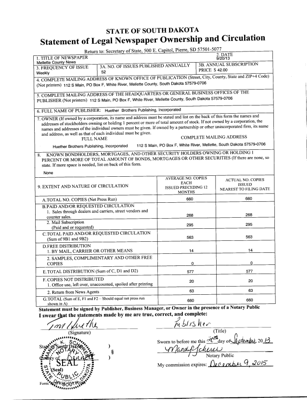 STATE OF SOUTH DAKOTA
Statement of Legal Newspaper Ownership and Circulation
Return to: Secretary of State, 500 E. Capitol, Pierre, SD 57501-5077
1. TITLE OF NEWSPAPER
Mellette County News
2. DATE
3. FREQUENCY OF ISSUE
Weekly
3A. NO. OF ISSUES PUBLISHED ANNUALLY
52
3B. ANNUAL SUBSCRIPTION
PRICE: $ 42.00
4. COMPLETE MAILING ADDRESS OF KNOWN OFFICE OF PUBLICATION (Street, City, County, State and ZIP+4 Code)
(Not printers) 112 S Main, PO Box F, White River, Mellette County, South Dakota 57579-0706
5. COMPLETE MAILING ADDRESS OF THE HEADQUARTERS OR GENERAL BUSINESS OFFICES OF THE
PUBLISHER (Not printers) 112 S Main, PO Box F, White River, Mellette County, South Dakota 57579-0706
6. FULL NAME OF PUBLISHER: Huether Brothers Publishing, Incorporated
7. OWNER (If owned by a corporation, its name and address must be stated and list on the back of this form the names and
addresses of stockholders owning or holding 1 percent or more of total amount of stock. If not owned by a corporation, the
names and addresses of the individual owners must be given. If owned by a partnership or other unincorporated firm, its name
and address, as well as that of each individual must be given.
FULL NAME COMPLETE MAILING ADDRESS
Huether Brothers Publishing, Incorporated 112 S Main, PO Box F, White River, Mellette County, South Dakota 57579-0706
8. KNOWN BONDHOLDERS, MORTGAGEES, AND OTHER SECURITY HOLDERS OWNING OR HOLDING 1
PERCENT OR MORE OF TOTAL AMOUNT OF BONDS, MORTGAGES OR OTHER SECURITIES (If there are none, so
state. If more space is needed, list on back of this form.
None
9. EXTENT AND NATURE OF CIRCULATION
AVERAGE NO. COPIES
EACH
ISSUE PRECEDING 12
MONTHS
ACTUAL NO. COPIES
ISSUED
NEAREST TO FILING DATE
A. TOTAL NO. COPIES (Net Press Run) 660 660
B. PAID AND/OR REQUESTED CIRCULATION
1. Sales through dealers and carriers, street vendors and
counter sales. 268 268
2. Mail Subscription
(Paid and or requested) 295 295
C. TOTAL PAID AND/OR REQUESTED CIRCULATION
(Sum of 9B1 and 9B2) 563 563
D. FREE DISTRIBUTION
1. BY MAIL, CARRIER OR OTHER MEANS 14 14
2. SAMPLES, COMPLIMENTARY AND OTHER FREE
COPIES 0 0
E. TOTAL DISTRIBUTION (Sum of C, D1 and D2) 577 577
F. COPIES NOT DISTRIBUTED
1. Office use, left over, unaccounted, spoiled after printing 20 20
2. Return from News Agents 63 63
G. TOTAL (Sum of E, F1 and F2 - Should equal net press run
shown in A) 660 660
Statement must be signed by Publisher, Business Manager, or Owner in the presence of a Notary Public
I swear that the statements made by me are true, correct, and complete:
Publisher
(Signature) (Title)
Sworn to before me this day of September, 2013
Notary Public
My commission expires: December 9, 2015
NOTARY
SEAL
PUBLIC